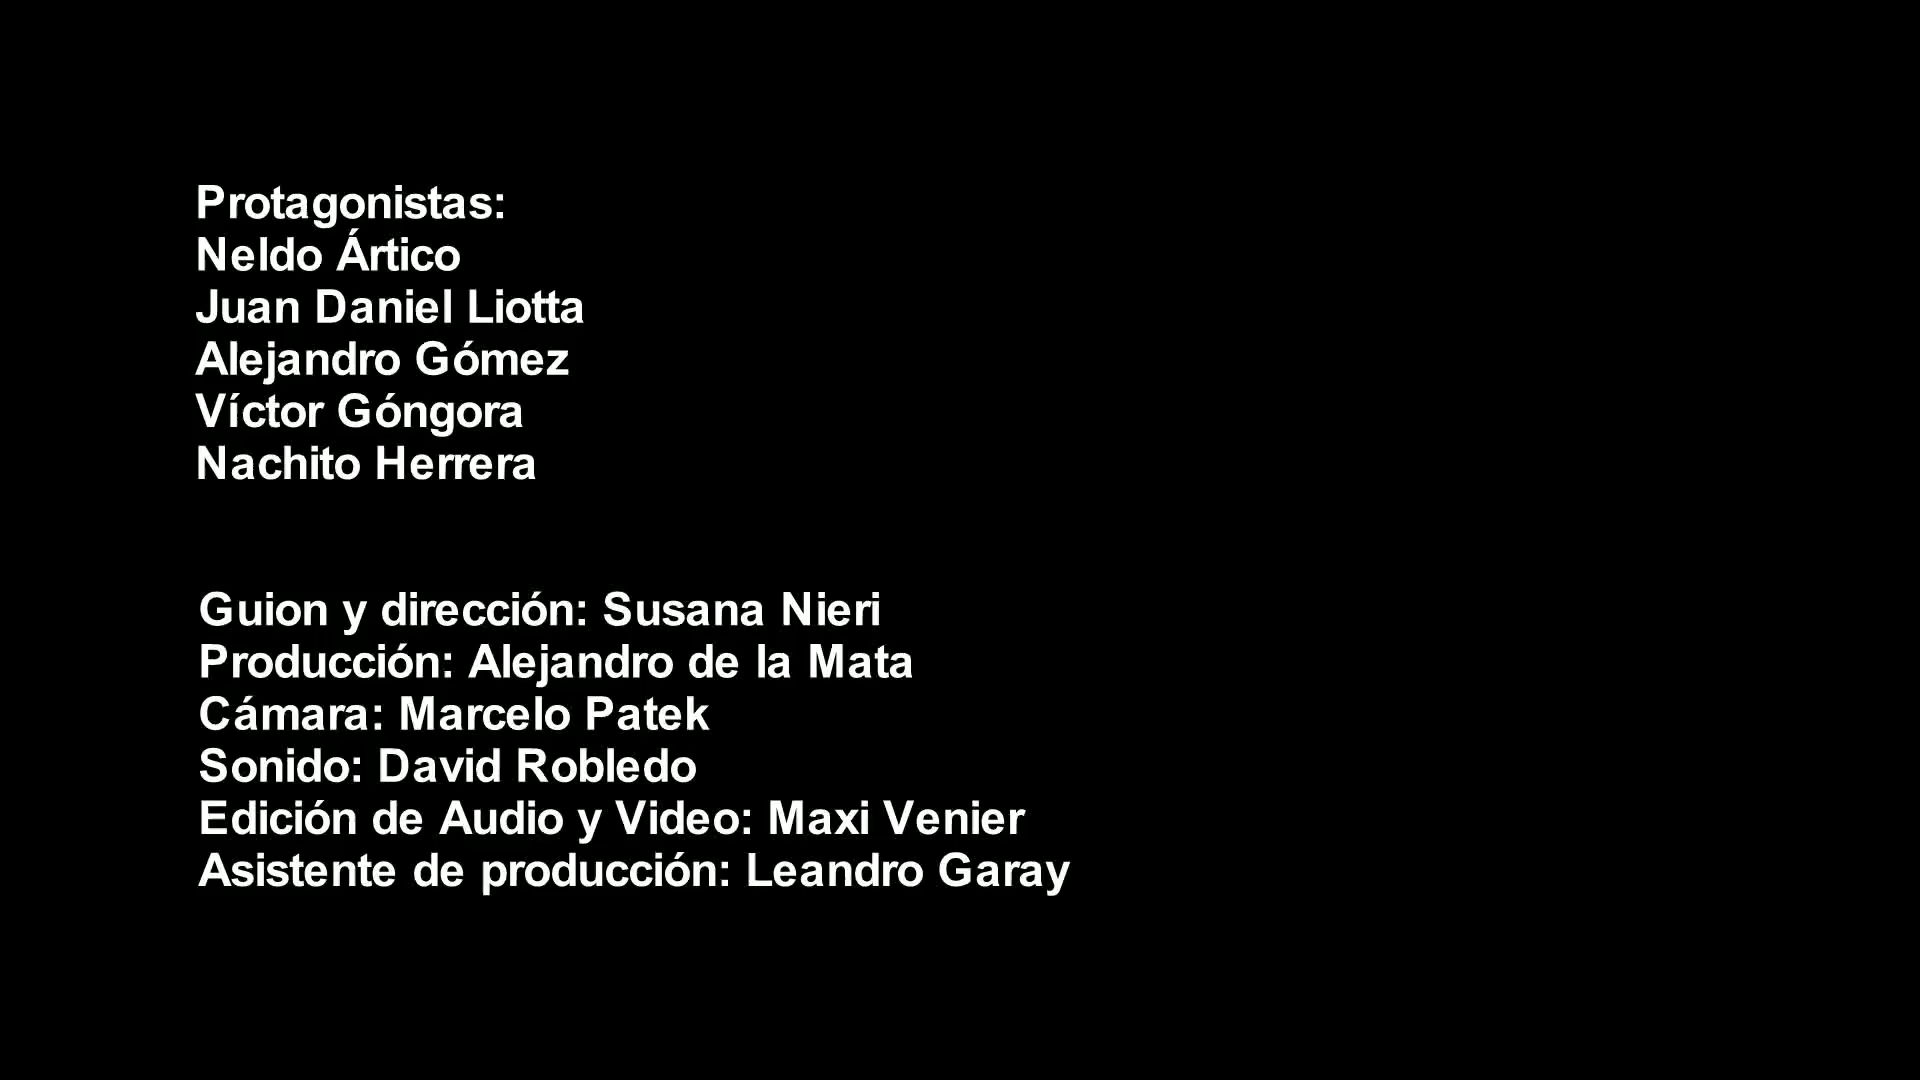 Protagonistas:
Neldo Ártico
Juan Daniel Liotta
Alejandro Gómez
Víctor Góngora
Nachito Herrera
Guion y dirección: Susana Nieri
Producción: Alejandro de la Mata
Cámara: Marcelo Patek
Sonido: David Robledo
Edición de Audio y Video: Maxi Venier
Asistente de producción: Leandro Garay